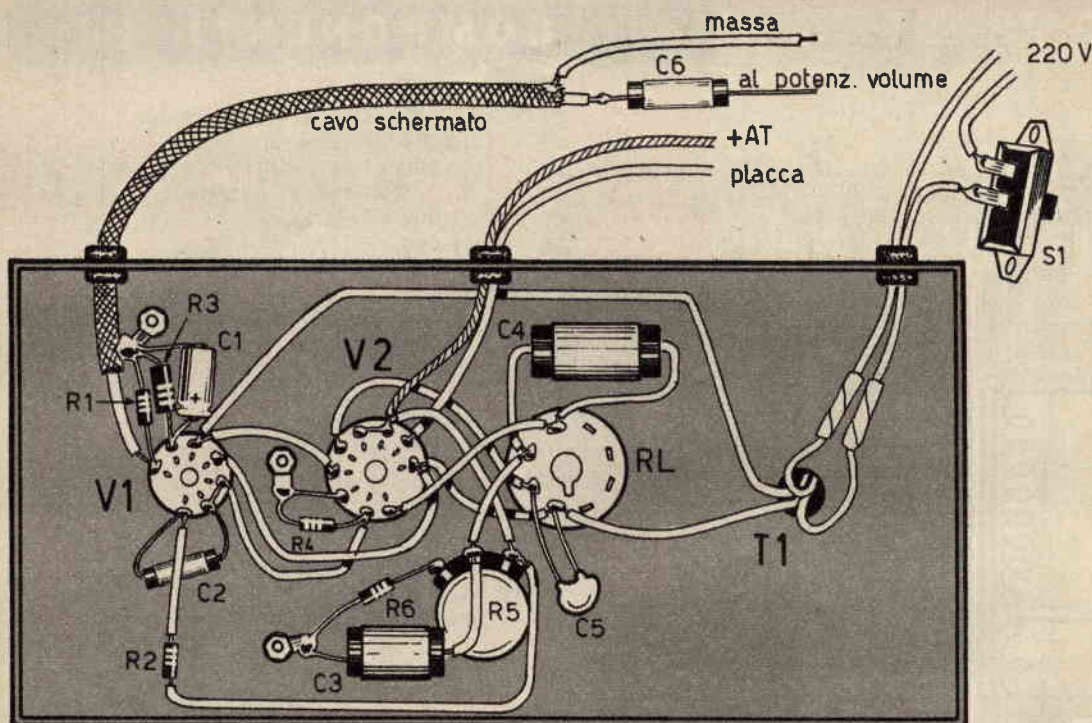 massa
C6
al potenz. volume
220V
cavo schermato
+AT
placca
S1
R3
C1
C4
V2
R1
+
RL
V1
T1
R4
C2
R6
R5
C5
R2
C3